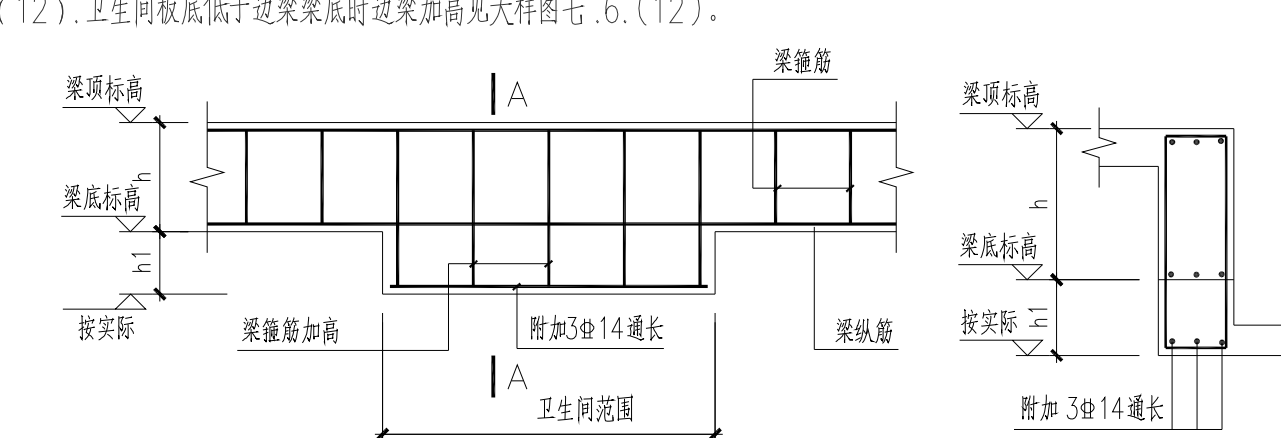 (12).卫生间板底低于边梁梁底时边梁加高见大样图七.6.(12)。
梁箍筋
梁顶标高
A
梁顶标高
h
梁底标高
h
梁底标高
h1
按实际
梁箍筋加高
附加3⌽14通长
梁纵筋
按实际
h1
A
卫生间范围
附加 3⌽14通长